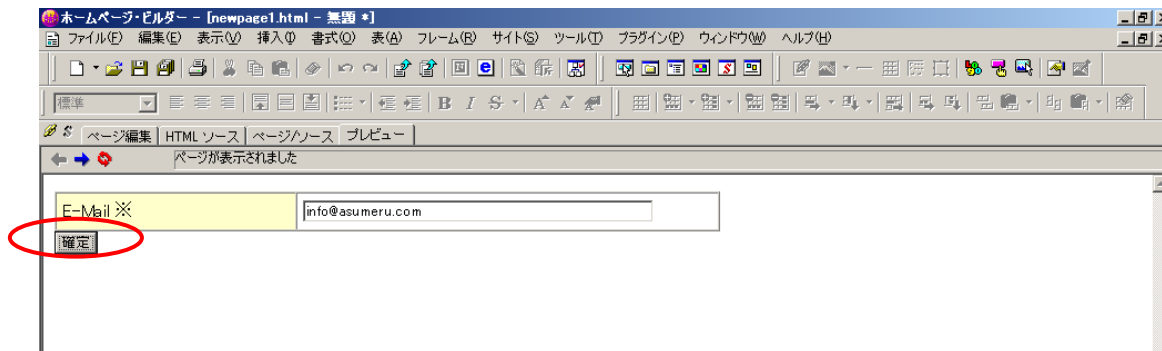 ホームページ・ビルダー - [newpage1.html - 無題 *]
ファイル(F) 編集(E) 表示(V) 挿入(I) 書式(O) 表(A) フレーム(R) サイト(S) ツール(T) プラグイン(P) ウィンドウ(W) ヘルプ(H)
標準
ページ編集 HTML ソース ページ/ソース プレビュー
ページが表示されました
E-Mail ※ info@asumeru.com
確定